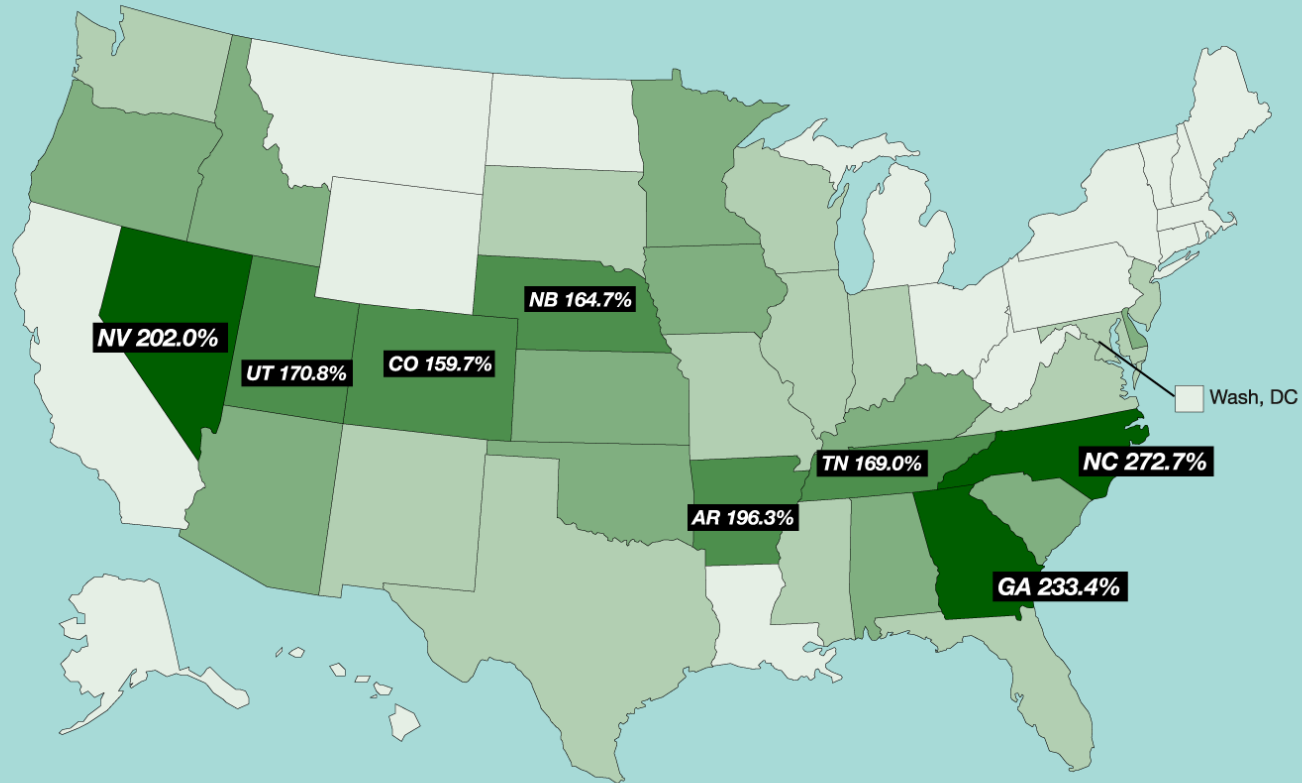 NB 164.7%
NV 202.0%
UT 170.8%
CO 159.7%
Wash, DC
TN 169.0%
NC 272.7%
AR 196.3%
GA 233.4%